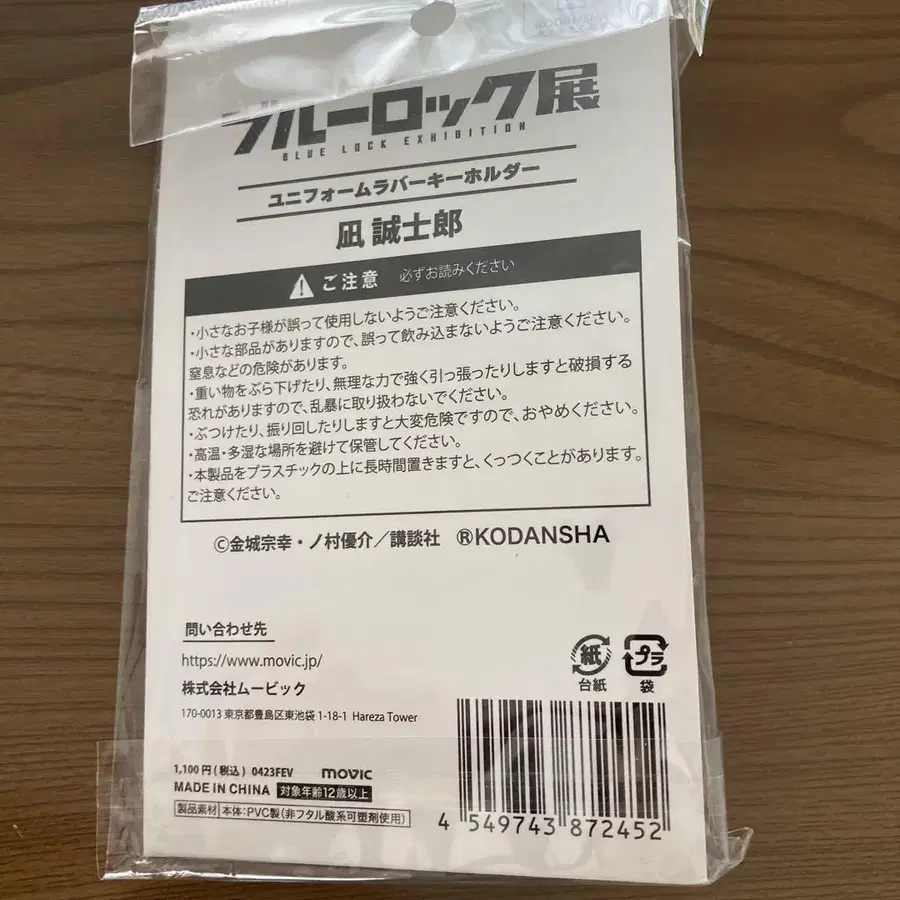 ブルーロック展
BLUE LOCK EXHIBITION
ユニフォームラバーキーホルダー
凪 誠士郎
ご注意 必ずお読みください
・小さなお子様が誤って使用しないようご注意ください。
・小さな部品がありますので、誤って飲み込まないようご注意ください。
窒息などの危険があります。
・重い物をぶら下げたり、無理な力で強く引っ張ったりしますと破損する
恐れがありますので、乱暴に取り扱わないでください。
・ぶつけたり、振り回したりしますと大変危険ですので、おやめください。
・高温・多湿な場所を避けて保管してください。
・本製品をプラスチックの上に長時間置きますと、くっつくことがあります。
ご注意ください。
©金城宗幸・ノ村優介／講談社 ®KODANSHA
問い合わせ先
https://www.movic.jp/
株式会社ムービック
170-0013 東京都豊島区東池袋 1-18-1 Hareza Tower
紙
台紙
プラ
袋
1,100円(税込) 0423FEV movic
MADE IN CHINA 対象年齢12歳以上
製品素材 本体:PVC製(非フタル酸系可塑剤使用)
4 549743 872452